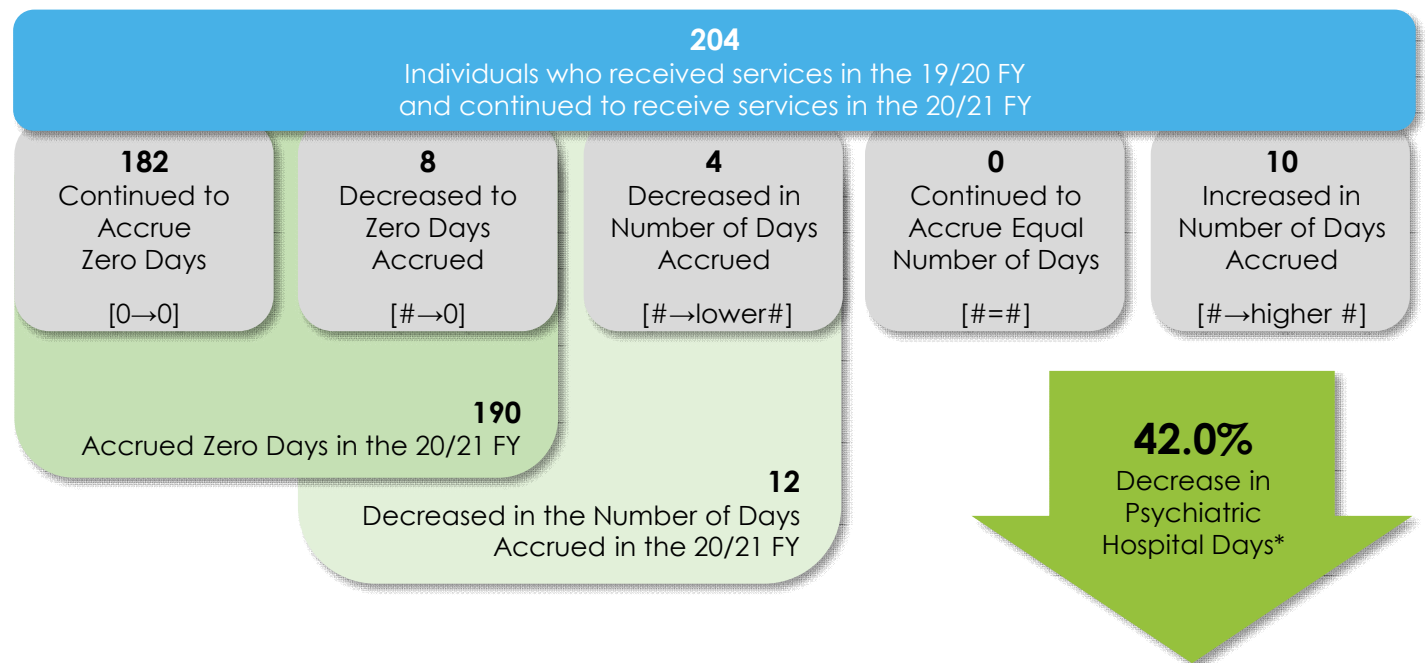 204
Individuals who received services in the 19/20 FY
and continued to receive services in the 20/21 FY
182
Continued to
Accrue
Zero Days
[0→0]
8
Decreased to
Zero Days
Accrued
[#→0]
4
Decreased in
Number of Days
Accrued
[#→lower#]
0
Continued to
Accrue Equal
Number of Days
[#=#]
10
Increased in
Number of Days
Accrued
[#→higher #]
190
Accrued Zero Days in the 20/21 FY
12
Decreased in the Number of Days
Accrued in the 20/21 FY
42.0%
Decrease in
Psychiatric
Hospital Days*